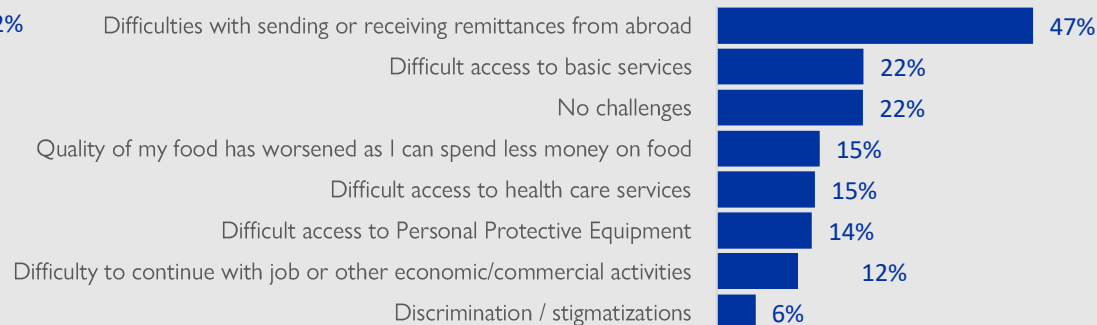 Difficulties with sending or receiving remittances from abroad 47%
Difficult access to basic services 22%
No challenges 22%
Quality of my food has worsened as I can spend less money on food 15%
Difficult access to health care services 15%
Difficult access to Personal Protective Equipment 14%
Difficulty to continue with job or other economic/commercial activities 12%
Discrimination / stigmatizations 6%